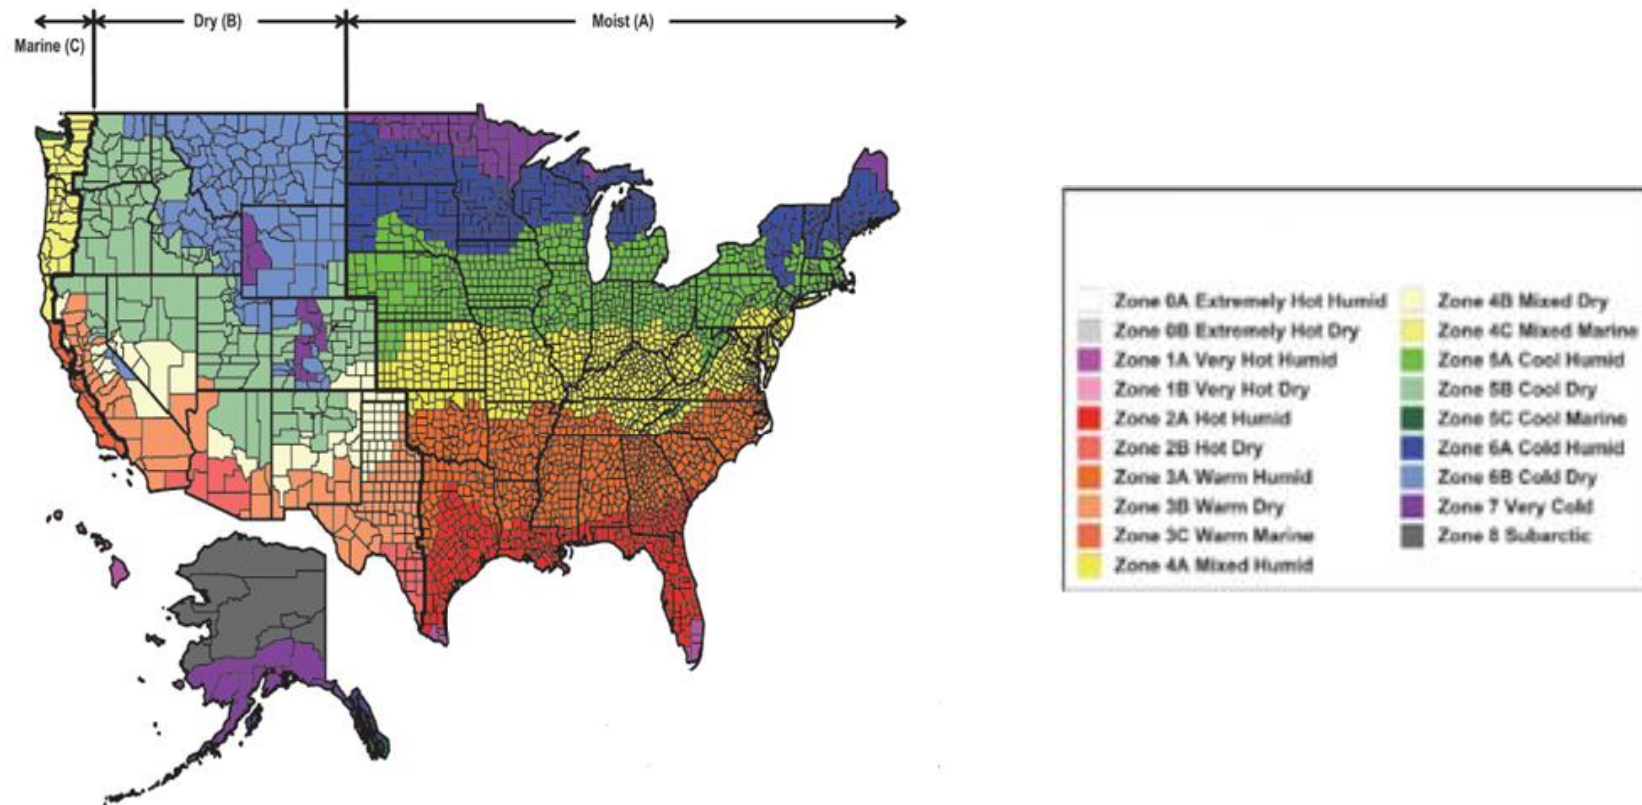 Dry (B)
Moist (A)
Marine (C)
Zone 0A Extremely Hot Humid
Zone 0B Extremely Hot Dry
Zone 1A Very Hot Humid
Zone 1B Very Hot Dry
Zone 2A Hot Humid
Zone 2B Hot Dry
Zone 3A Warm Humid
Zone 3B Warm Dry
Zone 3C Warm Marine
Zone 4A Mixed Humid
Zone 4B Mixed Dry
Zone 4C Mixed Marine
Zone 5A Cool Humid
Zone 5B Cool Dry
Zone 5C Cool Marine
Zone 6A Cold Humid
Zone 6B Cold Dry
Zone 7 Very Cold
Zone 8 Subarctic